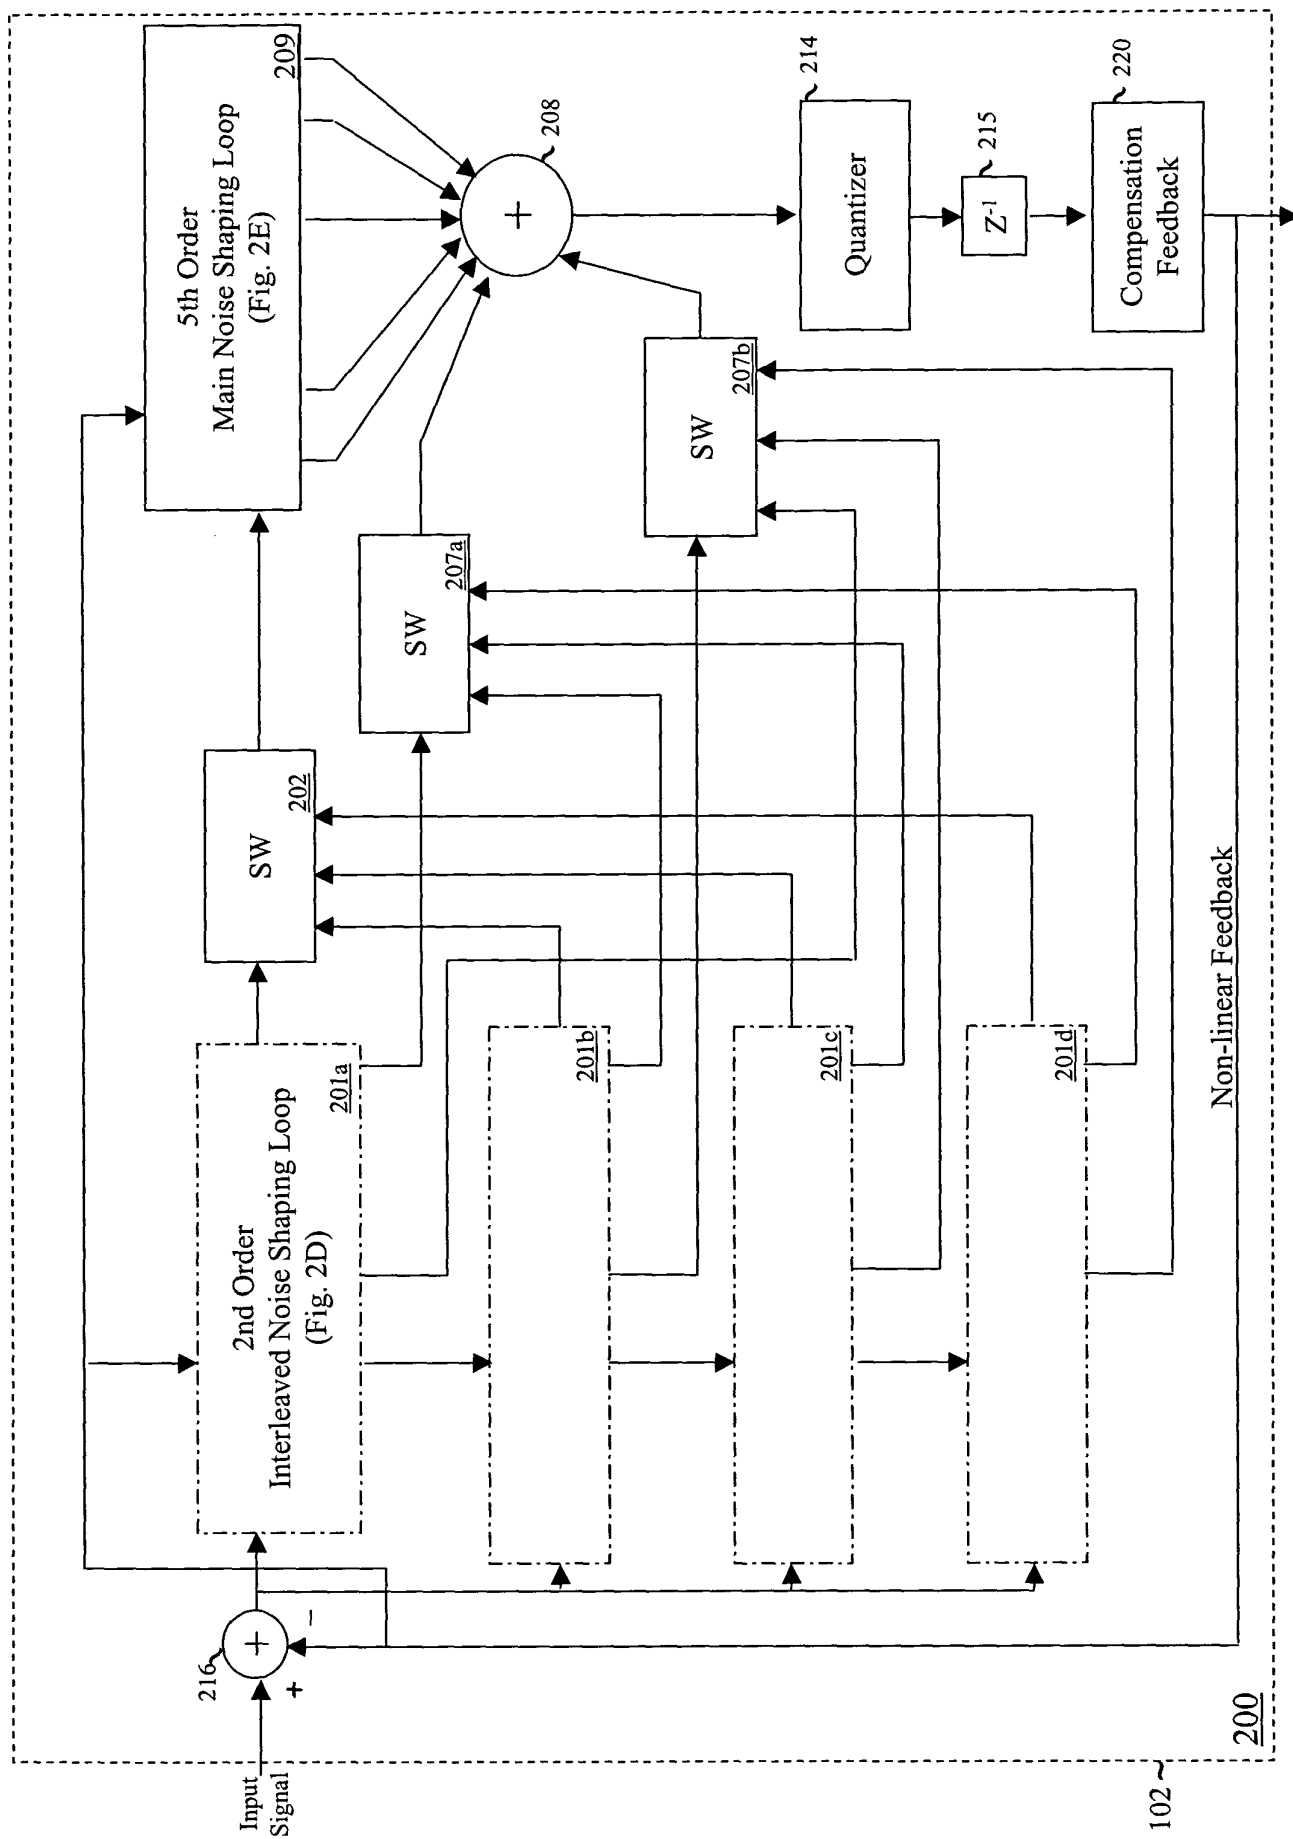 5th Order
Main Noise Shaping Loop
(Fig. 2E)
209
+
208
Quantizer
214
Z-1
215
Compensation
Feedback
220
SW
207b
SW
207a
SW
202
2nd Order
Interleaved Noise Shaping Loop
(Fig. 2D)
201a
201b
201c
201d
Non-linear Feedback
+
216
−
+
Input
Signal
200
102